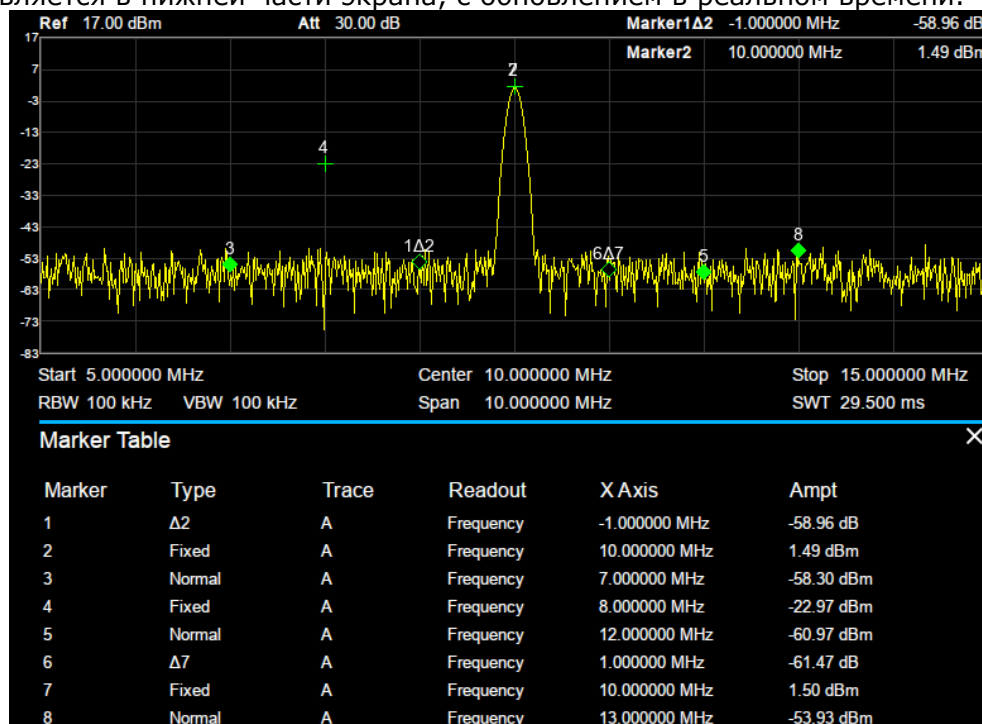 вляется в нижней части экрана, с обновлением в реальном времени.
Ref 17.00 dBm Att 30.00 dB Marker1Δ2 -1.000000 MHz -58.96 dB
Marker2 10.000000 MHz 1.49 dBm
17
7
-3
-13
-23
-33
-43
-53
-63
-73
-83
4
3
1Δ2
6Δ7
5
8
Start 5.000000 MHz Center 10.000000 MHz Stop 15.000000 MHz
RBW 100 kHz VBW 100 kHz Span 10.000000 MHz SWT 29.500 ms
Marker Table
Marker Type Trace Readout X Axis Ampt
1 Δ2 A Frequency -1.000000 MHz -58.96 dB
2 Fixed A Frequency 10.000000 MHz 1.49 dBm
3 Normal A Frequency 7.000000 MHz -58.30 dBm
4 Fixed A Frequency 8.000000 MHz -22.97 dBm
5 Normal A Frequency 12.000000 MHz -60.97 dBm
6 Δ7 A Frequency 1.000000 MHz -61.47 dB
7 Fixed A Frequency 10.000000 MHz 1.50 dBm
8 Normal A Frequency 13.000000 MHz -53.93 dBm